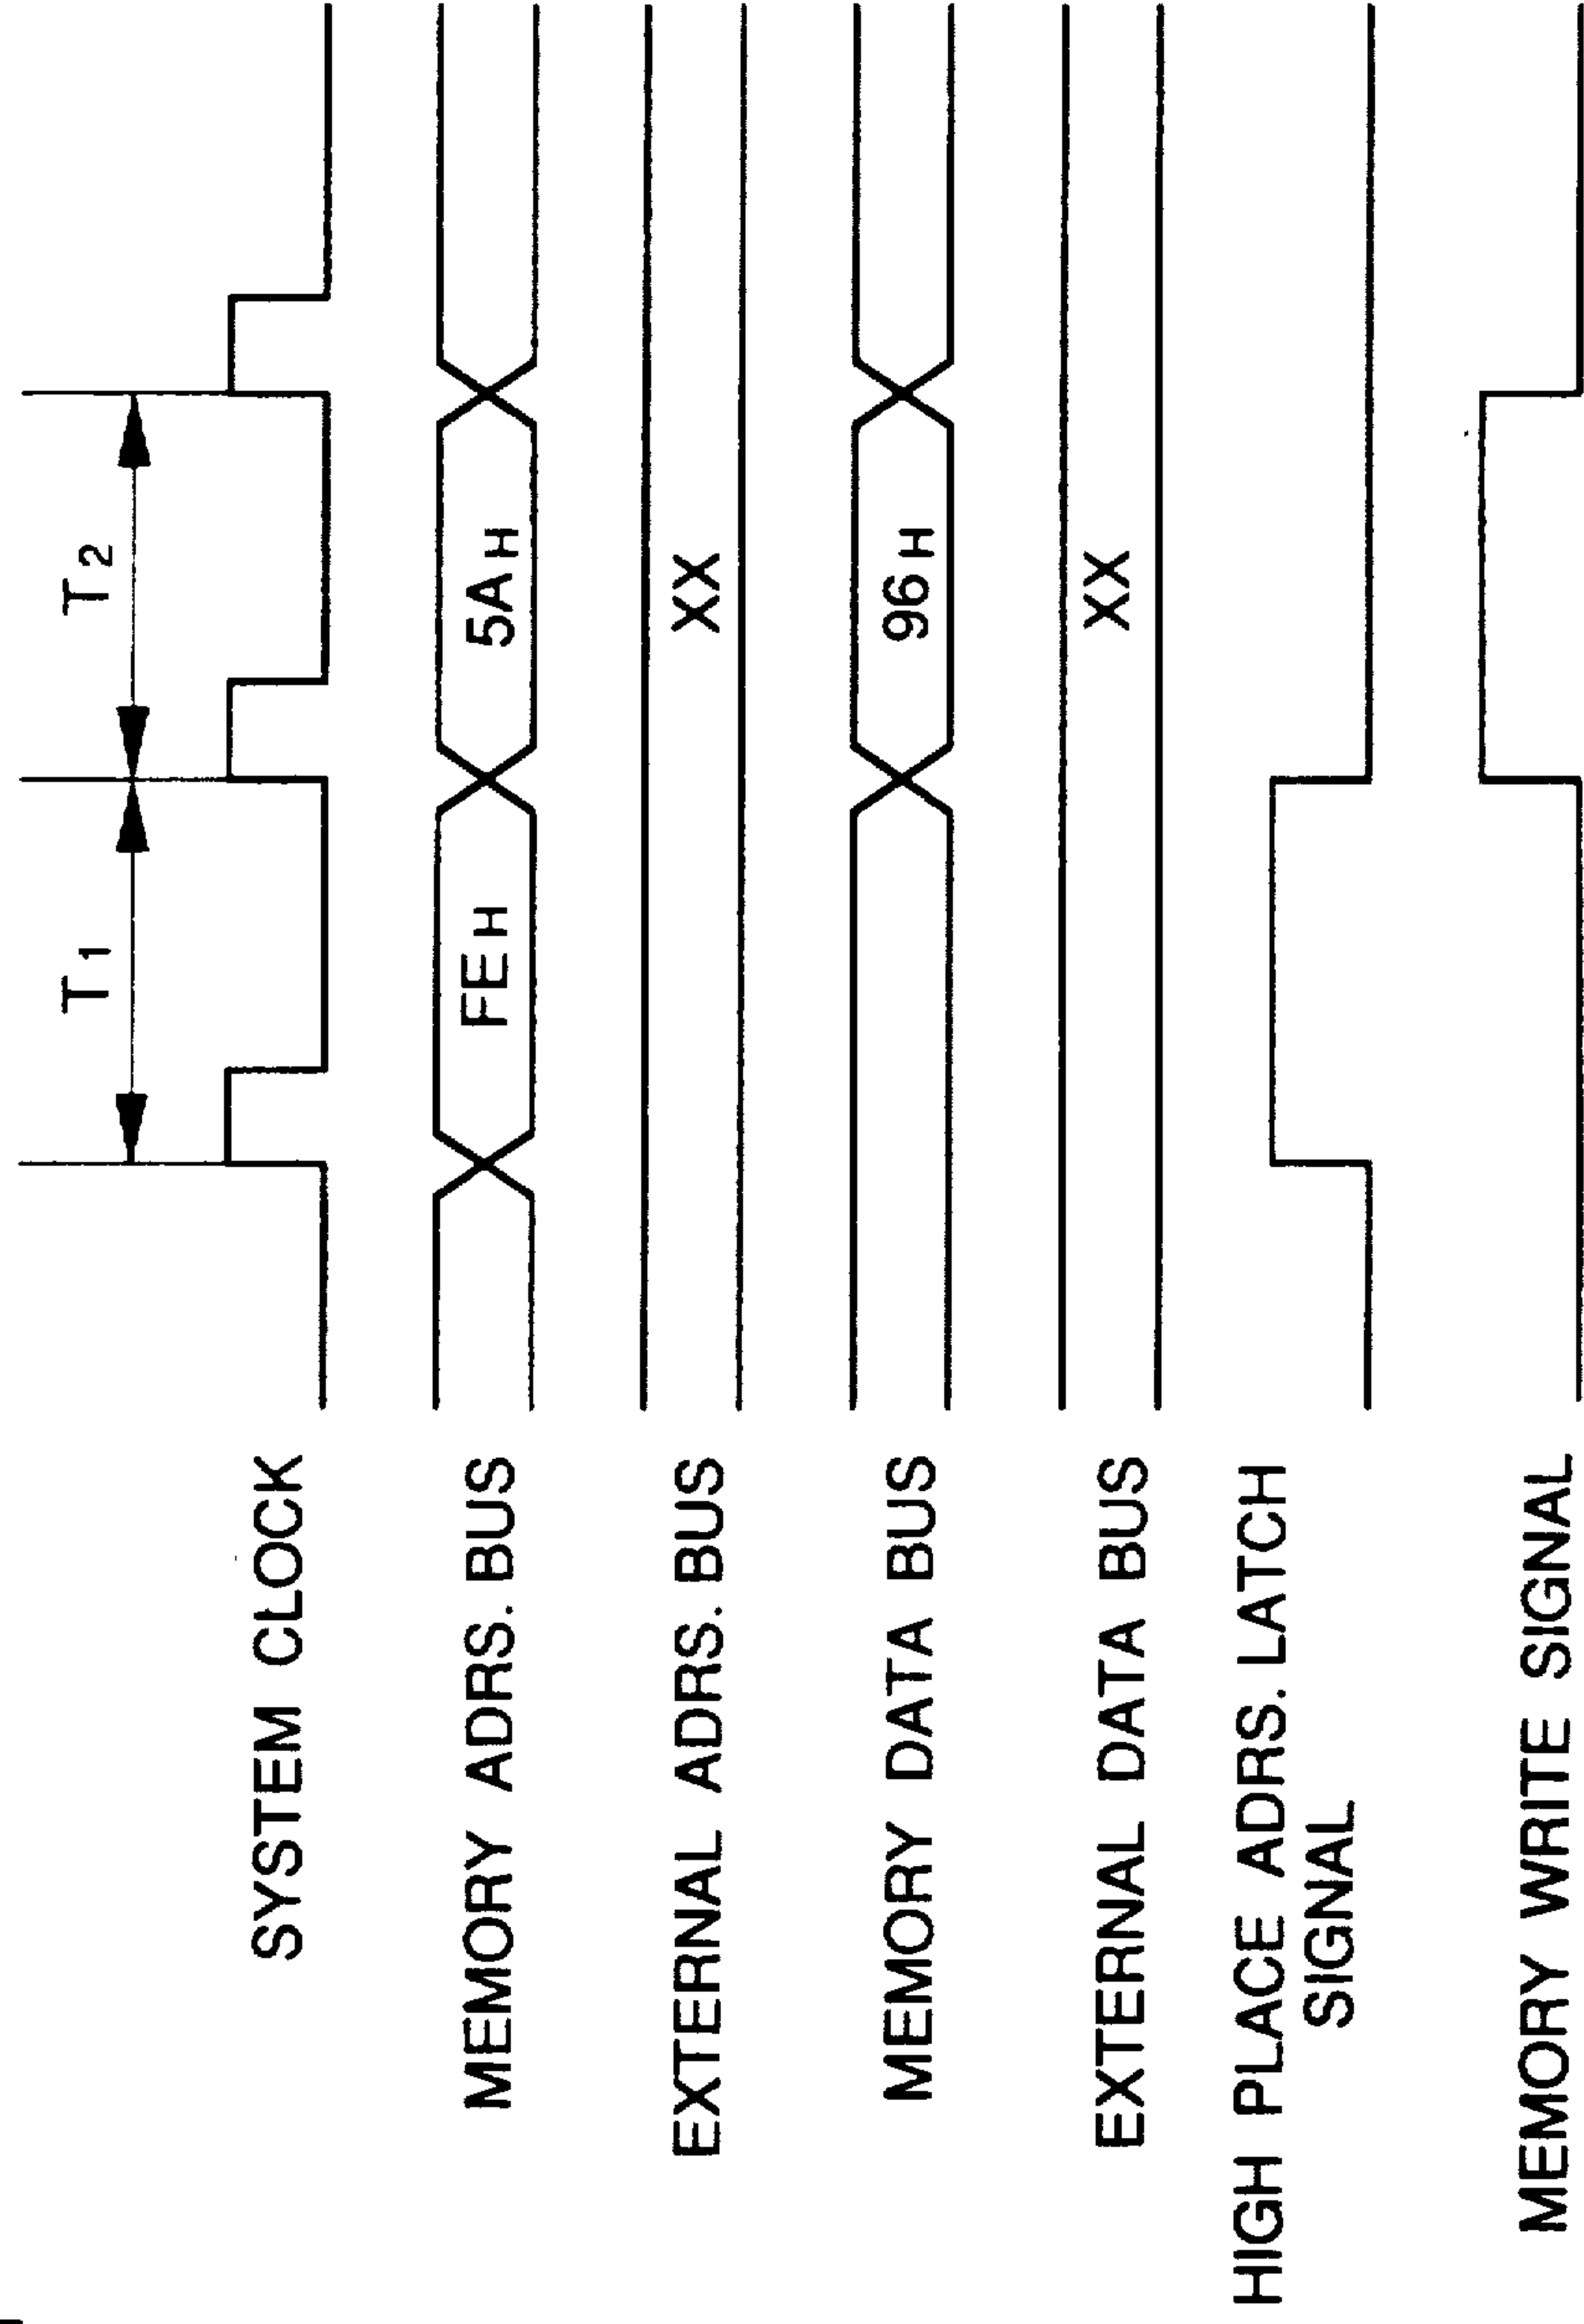 T1 T2
SYSTEM CLOCK
MEMORY ADRS. BUS FEH 5AH
EXTERNAL ADRS. BUS XX
MEMORY DATA BUS 96H
EXTERNAL DATA BUS XX
HIGH PLACE ADRS. LATCH
SIGNAL
MEMORY WRITE SIGNAL